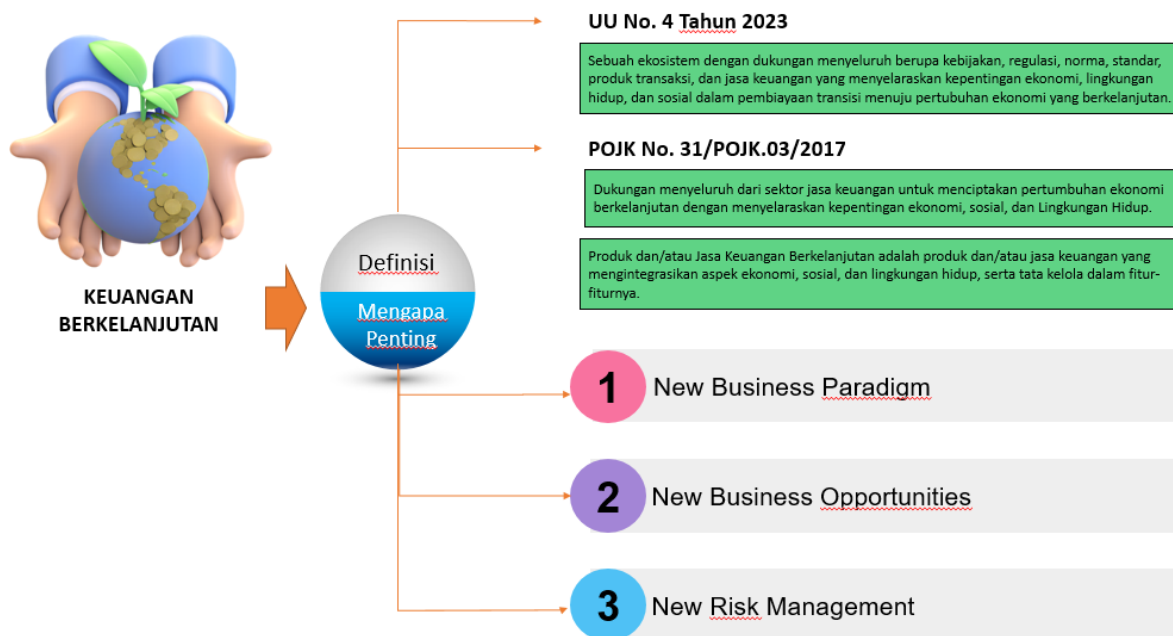 KEUANGAN
BERKELANJUTAN
Definisi
Mengapa
Penting
UU No. 4 Tahun 2023
Sebuah ekosistem dengan dukungan menyeluruh berupa kebijakan, regulasi, norma, standar,
produk transaksi, dan jasa keuangan yang menyelaraskan kepentingan ekonomi, lingkungan
hidup, dan sosial dalam pembiayaan transisi menuju pertubuhan ekonomi yang berkelanjutan.
POJK No. 31/POJK.03/2017
Dukungan menyeluruh dari sektor jasa keuangan untuk menciptakan pertumbuhan ekonomi
berkelanjutan dengan menyelaraskan kepentingan ekonomi, sosial, dan Lingkungan Hidup.
Produk dan/atau Jasa Keuangan Berkelanjutan adalah produk dan/atau jasa keuangan yang
mengintegrasikan aspek ekonomi, sosial, dan lingkungan hidup, serta tata kelola dalam fitur-
fiturnya.
1 New Business Paradigm
2 New Business Opportunities
3 New Risk Management